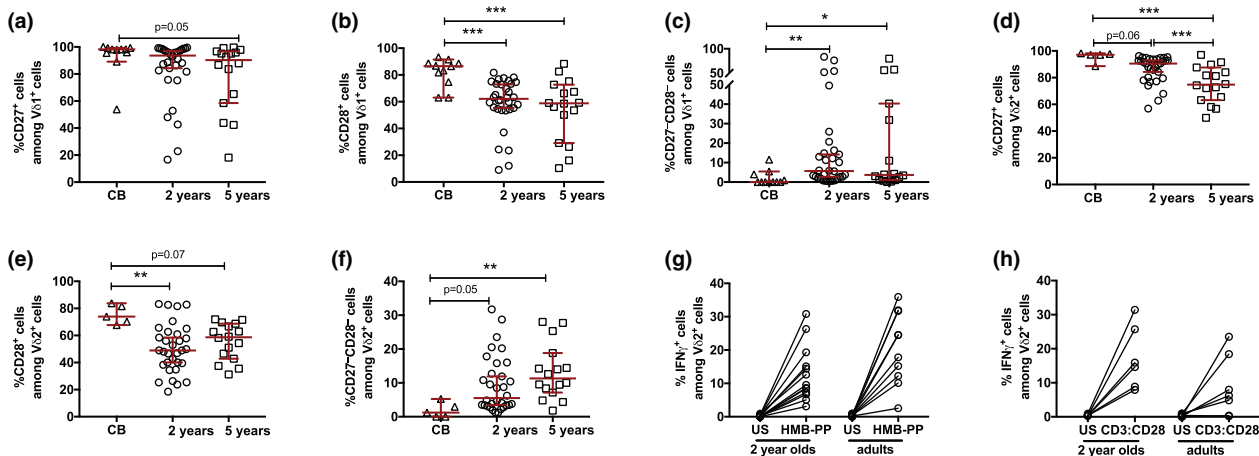 (a)
p=0.05
%CD27⁺ cells
among Vδ1⁺ cells
100
80
60
40
20
0
CB 2 years 5 years
(b)
***
***
%CD28⁺ cells
among Vδ1⁺ cells
100
80
60
40
20
0
CB 2 years 5 years
(c)
*
**
%CD27⁻CD28⁻ cells
among Vδ1⁺ cells
100
50
50
40
30
20
10
0
CB 2 years 5 years
(d)
***
p=0.06 ***
%CD27⁺ cells
among Vδ2⁺ cells
100
80
60
40
20
0
CB 2 years 5 years
(e)
p=0.07
**
%CD28⁺ cells
among Vδ2⁺ cells
100
80
60
40
20
0
CB 2 years 5 years
(f)
**
p=0.05
%CD27⁻CD28⁻ cells
among Vδ2⁺ cells
40
30
20
10
0
CB 2 years 5 years
(g)
% IFNγ⁺ cells
among Vδ2⁺ cells
40
30
20
10
0
US HMB-PP US HMB-PP
2 year olds adults
(h)
% IFNγ⁺ cells
among Vδ2⁺ cells
40
30
20
10
0
US CD3:CD28 US CD3:CD28
2 year olds adults